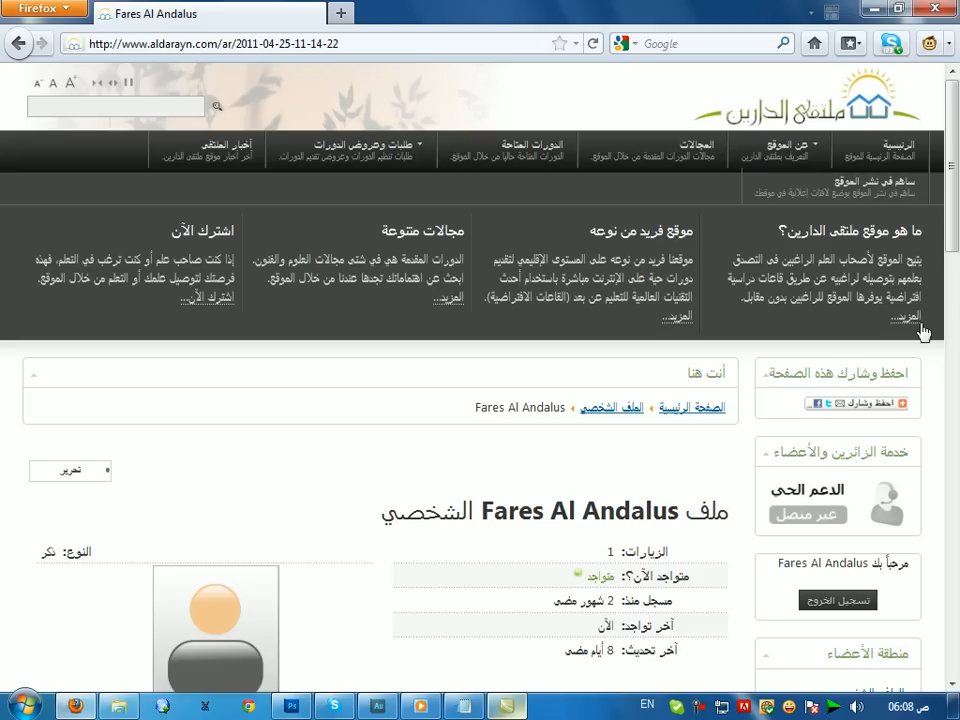 Firefox
Fares Al Andalus
http://www.aldarayn.com/ar/2011-04-25-11-14-22
Google
A- A A+
ملتقى الدارين
الرئيسية
الصفحة الرئيسية للموقع
عن الموقع
التعريف بملتقى الدارين.
المجالات
مجالات الدورات المقدمة من خلال الموقع.
الدورات المتاحة
الدورات المتاحة حاليا من خلال الموقع.
طلبات وعروض الدورات
طلبات تنظيم الدورات وعروض تقديم الدورات.
أخبار الملتقى
آخر أخبار موقع ملتقى الدارين.
ساهم في نشر الموقع
ساهم في نشر الموقع بوضع لافتات إعلانية في موقعك
ما هو موقع ملتقى الدارين؟
يتيح الموقع لأصحاب العلم الراغبين في التصدق
بعلمهم بتوصيله لراغبيه عن طريق قاعات دراسية
افتراضية يوفرها الموقع للراغبين بدون مقابل.
المزيد...
موقع فريد من نوعه
موقعنا فريد من نوعه على المستوى الإقليمي لتقديم
دورات حية على الإنترنت مباشرة باستخدام أحدث
التقنيات العالمية للتعليم عن بعد (القاعات الافتراضية).
المزيد...
مجالات متنوعة
الدورات المقدمة هي في شتى مجالات العلوم والفنون.
ابحث عن اهتماماتك تجدها عندنا من خلال الموقع.
المزيد...
اشترك الآن
إذا كنت صاحب علم أو كنت ترغب في التعلم، فهذه
فرصتك لتوصيل علمك أو التعلم من خلال الموقع.
اشترك الآن...
احفظ وشارك هذه الصفحة
احفظ وشارك
أنت هنا
الصفحة الرئيسية الملف الشخصي Fares Al Andalus
خدمة الزائرين والأعضاء
الدعم الحي
غير متصل
تحرير
ملف Fares Al Andalus الشخصي
الزيارات: 1
متواجد الآن؟: متواجد
مسجل منذ: 2 شهور مضى
آخر تواجد: الآن
آخر تحديث: 8 أيام مضى
النوع: ذكر
مرحباً بك Fares Al Andalus
تسجيل الخروج
منطقة الأعضاء
EN
06:08 ص